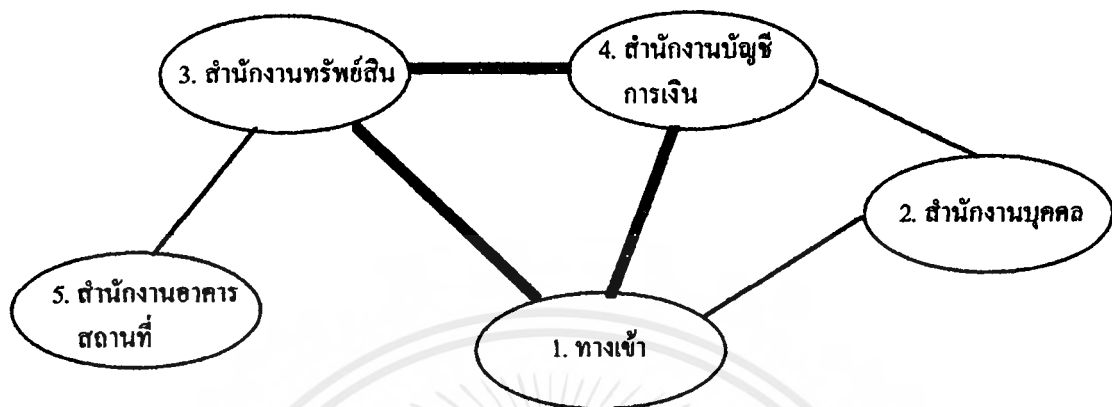 3. สำนักงานทรัพย์สิน
4. สำนักงานบัญชี
การเงิน
2. สำนักงานบุคคล
5. สำนักงานอาคาร
สถานที่
1. ทางเข้า